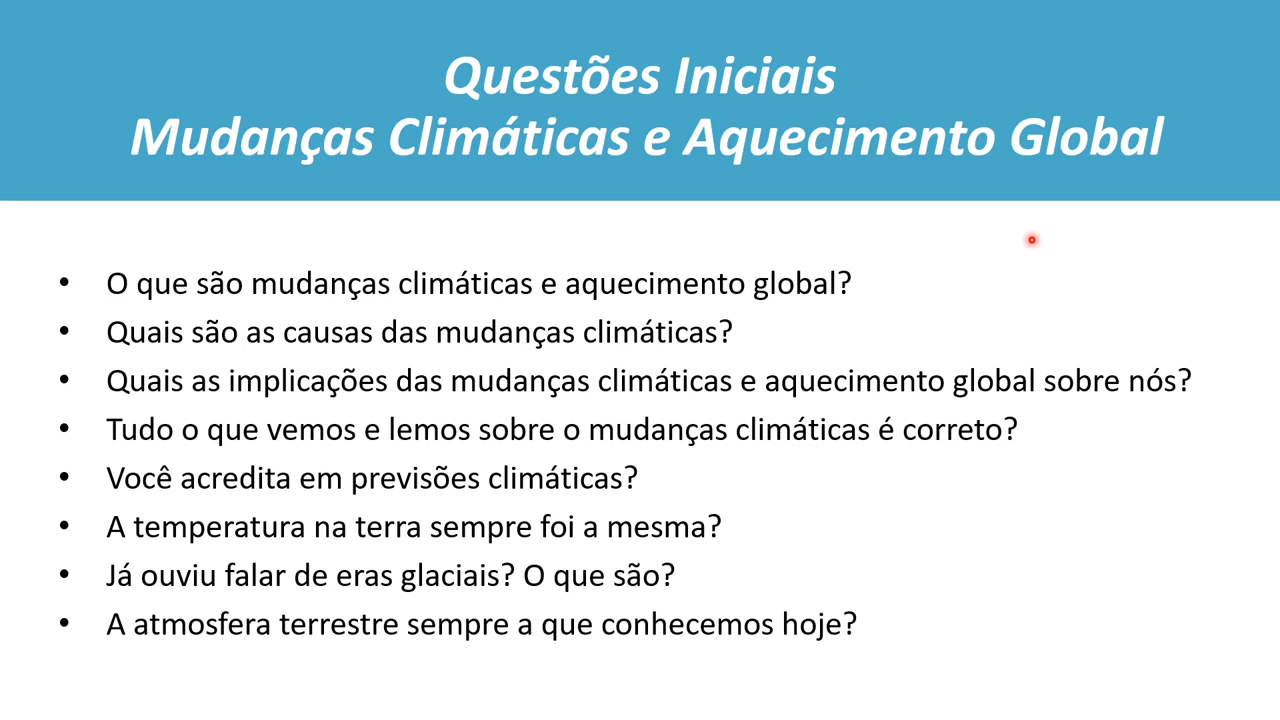 Questões Iniciais
Mudanças Climáticas e Aquecimento Global
• O que são mudanças climáticas e aquecimento global?
• Quais são as causas das mudanças climáticas?
• Quais as implicações das mudanças climáticas e aquecimento global sobre nós?
• Tudo o que vemos e lemos sobre o mudanças climáticas é correto?
• Você acredita em previsões climáticas?
• A temperatura na terra sempre foi a mesma?
• Já ouviu falar de eras glaciais? O que são?
• A atmosfera terrestre sempre a que conhecemos hoje?